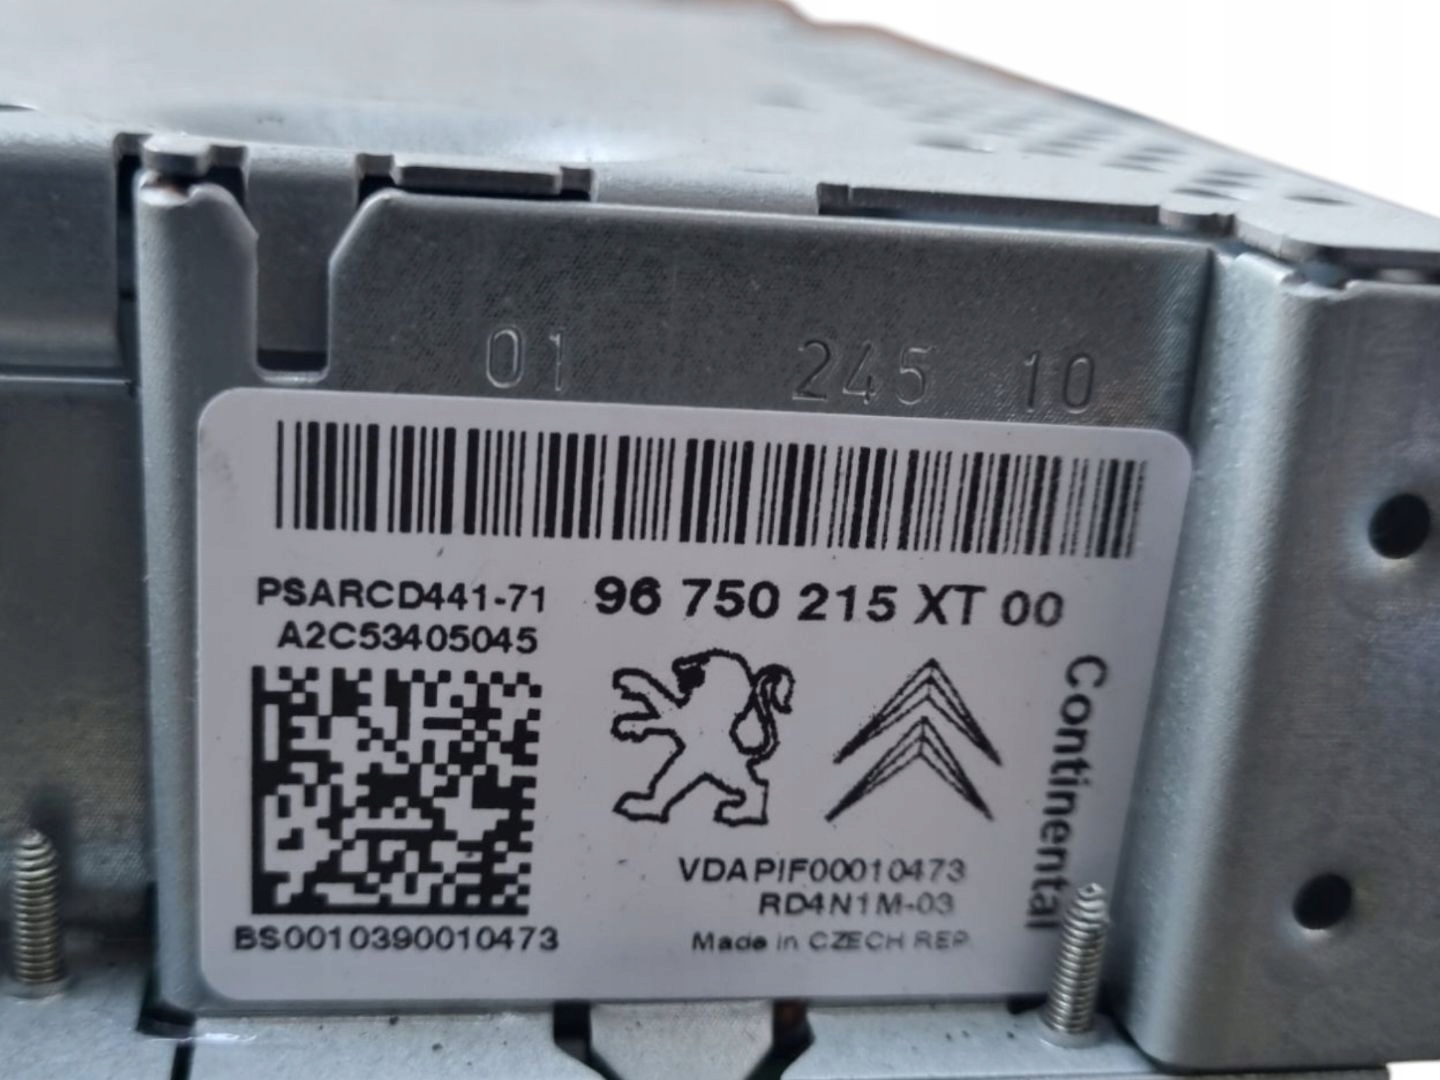 01 245 10
PSARCD441-71 96 750 215 XT 00
A2C53405045
Continental
VDAPIF00010473
RD4N1M-03
BS0010390010473 Made in CZECH REP.